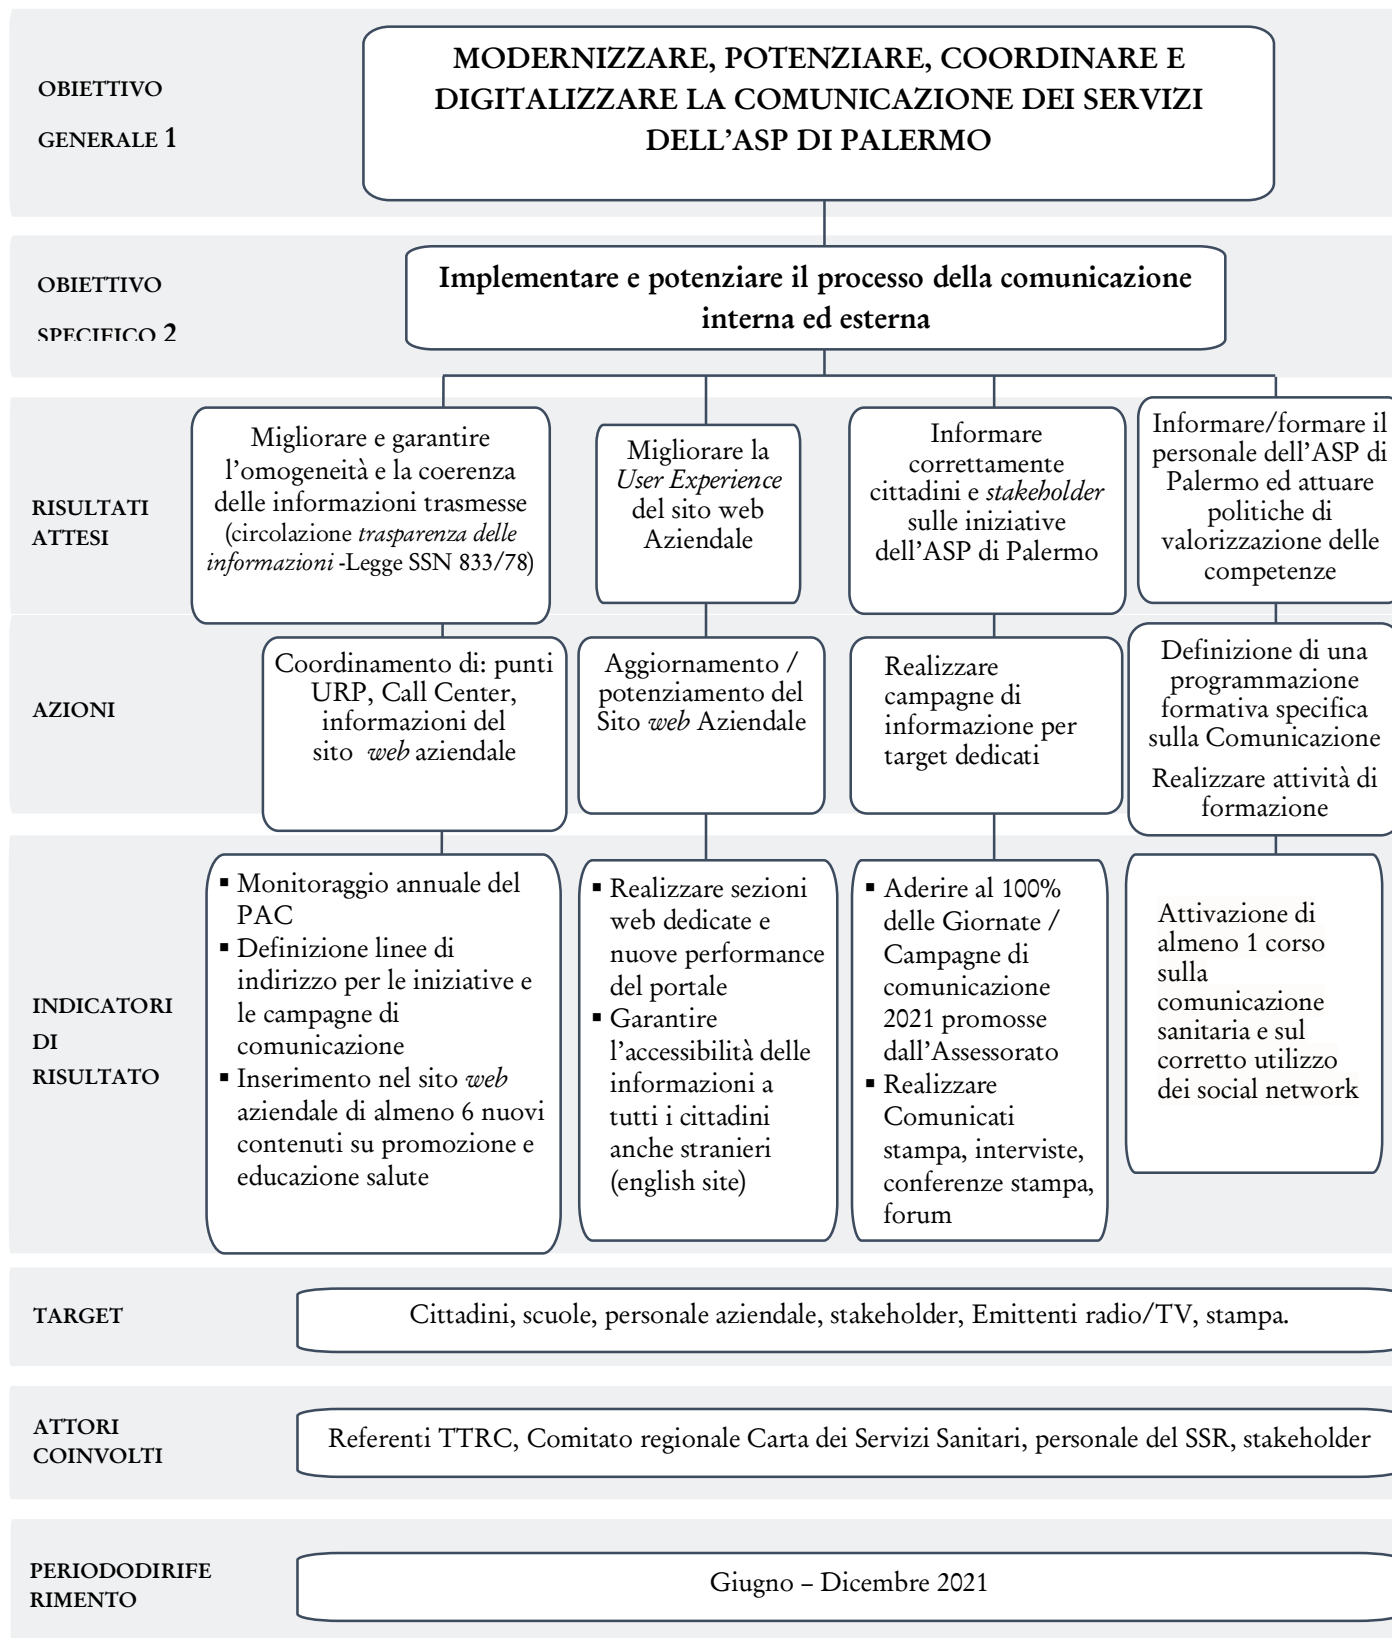 OBIETTIVO
GENERALE 1
MODERNIZZARE, POTENZIARE, COORDINARE E
DIGITALIZZARE LA COMUNICAZIONE DEI SERVIZI
DELL’ASP DI PALERMO
OBIETTIVO
SPECIFICO 2
Implementare e potenziare il processo della comunicazione
interna ed esterna
RISULTATI
ATTESI
Migliorare e garantire
l’omogeneità e la coerenza
delle informazioni trasmesse
(circolazione trasparenza delle
informazioni -Legge SSN 833/78)
Migliorare la
User Experience
del sito web
Aziendale
Informare
correttamente
cittadini e stakeholder
sulle iniziative
dell’ASP di Palermo
Informare/formare il
personale dell’ASP di
Palermo ed attuare
politiche di
valorizzazione delle
competenze
AZIONI
Coordinamento di: punti
URP, Call Center,
informazioni del
sito web aziendale
Aggiornamento /
potenziamento del
Sito web Aziendale
Realizzare
campagne di
informazione per
target dedicati
Definizione di una
programmazione
formativa specifica
sulla Comunicazione
Realizzare attività di
formazione
INDICATORI
DI
RISULTATO
▪ Monitoraggio annuale del
PAC
▪ Definizione linee di
indirizzo per le iniziative e
le campagne di
comunicazione
▪ Inserimento nel sito web
aziendale di almeno 6 nuovi
contenuti su promozione e
educazione salute
▪ Realizzare sezioni
web dedicate e
nuove performance
del portale
▪ Garantire
l’accessibilità delle
informazioni a
tutti i cittadini
anche stranieri
(english site)
▪ Aderire al 100%
delle Giornate /
Campagne di
comunicazione
2021 promosse
dall’Assessorato
▪ Realizzare
Comunicati
stampa, interviste,
conferenze stampa,
forum
Attivazione di
almeno 1 corso
sulla
comunicazione
sanitaria e sul
corretto utilizzo
dei social network
TARGET
Cittadini, scuole, personale aziendale, stakeholder, Emittenti radio/TV, stampa.
ATTORI
COINVOLTI
Referenti TTRC, Comitato regionale Carta dei Servizi Sanitari, personale del SSR, stakeholder
PERIODODIRIFE
RIMENTO
Giugno – Dicembre 2021